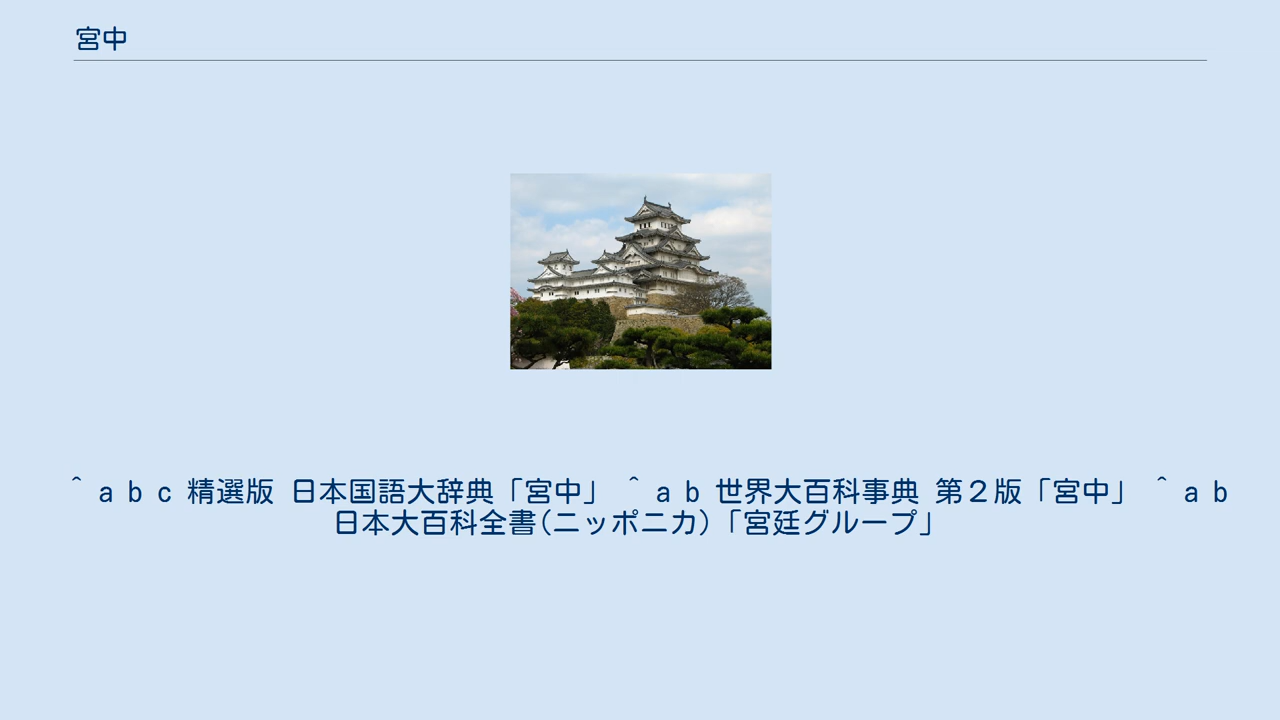 宮中
^ a b c 精選版 日本国語大辞典「宮中」 ^ a b 世界大百科事典 第２版「宮中」 ^ a b
日本大百科全書(ニッポニカ)「宮廷グループ」